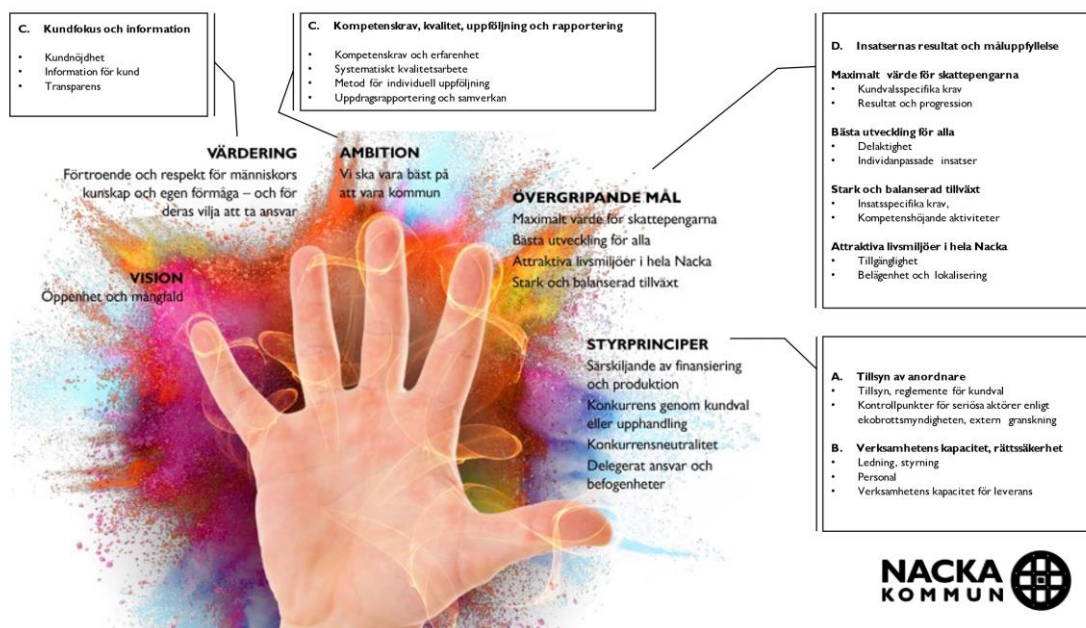 C. Kundfokus och information
• Kundnöjdhet
• Information för kund
• Transparens
C. Kompetenskrav, kvalitet, uppföljning och rapportering
• Kompetenskrav och erfarenhet
• Systematiskt kvalitetsarbete
• Metod för individuell uppföljning
• Uppdragsrapportering och samverkan
D. Insatsernas resultat och måluppfyllelse
Maximalt värde för skattepengarna
• Kundvalsspecifika krav
• Resultat och progression
Bästa utveckling för alla
• Delaktighet
• Individanpassade insatser
Stark och balanserad tillväxt
• Insatsspecifika krav,
• Kompetenshöjande aktiviteter
Attraktiva livsmiljöer i hela Nacka
• Tillgänglighet
• Belägenhet och lokalisering
VÄRDERING
Förtroende och respekt för människors
kunskap och egen förmåga – och för
deras vilja att ta ansvar
AMBITION
Vi ska vara bäst på
att vara kommun
ÖVERGRIPANDE MÅL
Maximalt värde för skattepengarna
Bästa utveckling för alla
Attraktiva livsmiljöer i hela Nacka
Stark och balanserad tillväxt
VISION
Öppenhet och mångfald
STYRPRINCIPER
Särskiljande av finansiering
och produktion
Konkurrens genom kundval
eller upphandling
Konkurrensneutralitet
Delegerat ansvar och
befogenheter
A. Tillsyn av anordnare
• Tillsyn, reglemente för kundval
• Kontrollpunkter för seriösa aktörer enligt
ekobrottsmyndigheten, extern granskning
B. Verksamhetens kapacitet, rättssäkerhet
• Ledning, styrning
• Personal
• Verksamhetens kapacitet för leverans
NACKA
KOMMUN